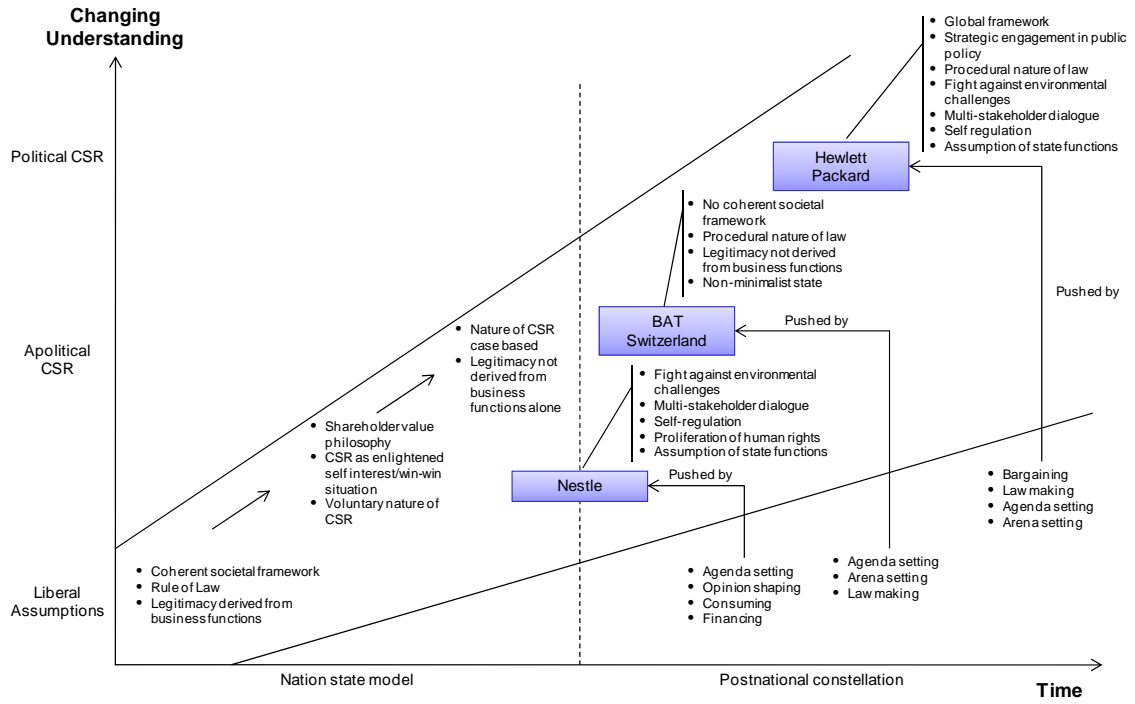 Changing
Understanding
Political CSR
Apolitical
CSR
Liberal
Assumptions
• Global framework
• Strategic engagement in public
policy
• Procedural nature of law
• Fight against environmental
challenges
• Multi-stakeholder dialogue
• Self regulation
• Assumption of state functions
Hewlett
Packard
• No coherent societal
framework
• Procedural nature of law
• Legitimacy not derived
from business functions
• Non-minimalist state
Pushed by
BAT
Switzerland
Pushed by
• Nature of CSR
case based
• Legitimacy not
derived from
business
functions alone
• Fight against environmental
challenges
• Multi-stakeholder dialogue
• Self-regulation
• Proliferation of human rights
• Assumption of state functions
• Shareholder value
philosophy
• CSR as enlightened
self interest/win-win
situation
• Voluntary nature of
CSR
Nestle
Pushed by
• Bargaining
• Law making
• Agenda setting
• Arena setting
• Coherent societal framework
• Rule of Law
• Legitimacy derived from
business functions
• Agenda setting
• Opinion shaping
• Consuming
• Financing
• Agenda setting
• Arena setting
• Law making
Nation state model
Postnational constellation
Time